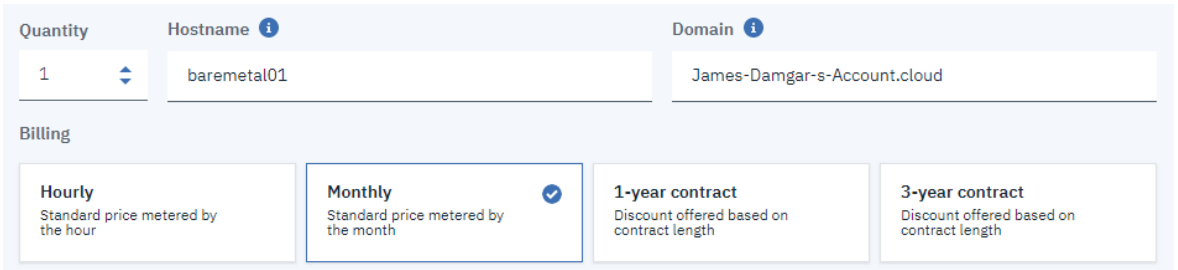 Quantity
Hostname
Domain
1
baremetal01
James-Damgar-s-Account.cloud
Billing
Hourly
Standard price metered by
the hour
Monthly
Standard price metered by
the month
1-year contract
Discount offered based on
contract length
3-year contract
Discount offered based on
contract length